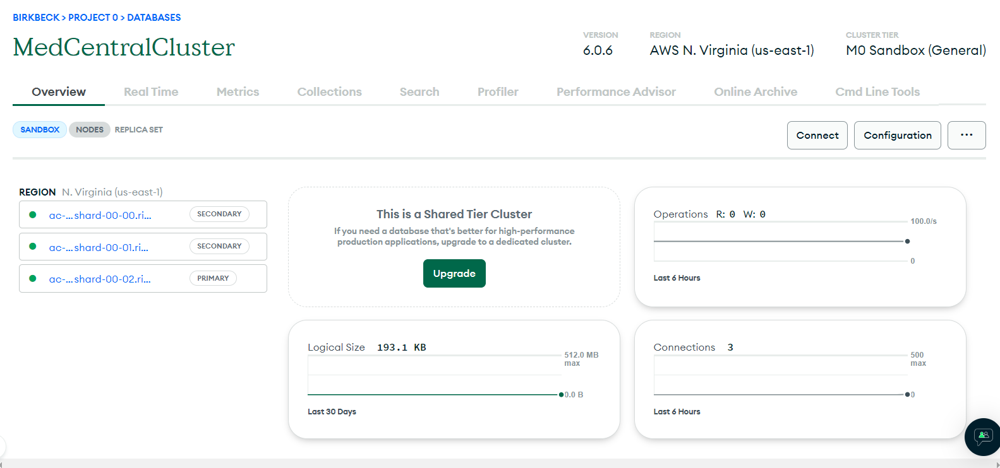 BIRKBECK > PROJECT 0 > DATABASES
MedCentralCluster
VERSION
6.0.6
REGION
AWS N. Virginia (us-east-1)
CLUSTER TIER
M0 Sandbox (General)
Overview Real Time Metrics Collections Search Profiler Performance Advisor Online Archive Cmd Line Tools
SANDBOX NODES REPLICA SET
Connect Configuration ...
REGION N. Virginia (us-east-1)
ac-...shard-00-00.ri... SECONDARY
ac-...shard-00-01.ri... SECONDARY
ac-...shard-00-02.ri... PRIMARY
This is a Shared Tier Cluster
If you need a database that's better for high-performance
production applications, upgrade to a dedicated cluster.
Upgrade
Operations R: 0 W: 0
100.0/s
0
Last 6 Hours
Logical Size 193.1 KB
512.0 MB
max
0.0 B
Last 30 Days
Connections 3
500
max
0
Last 6 Hours